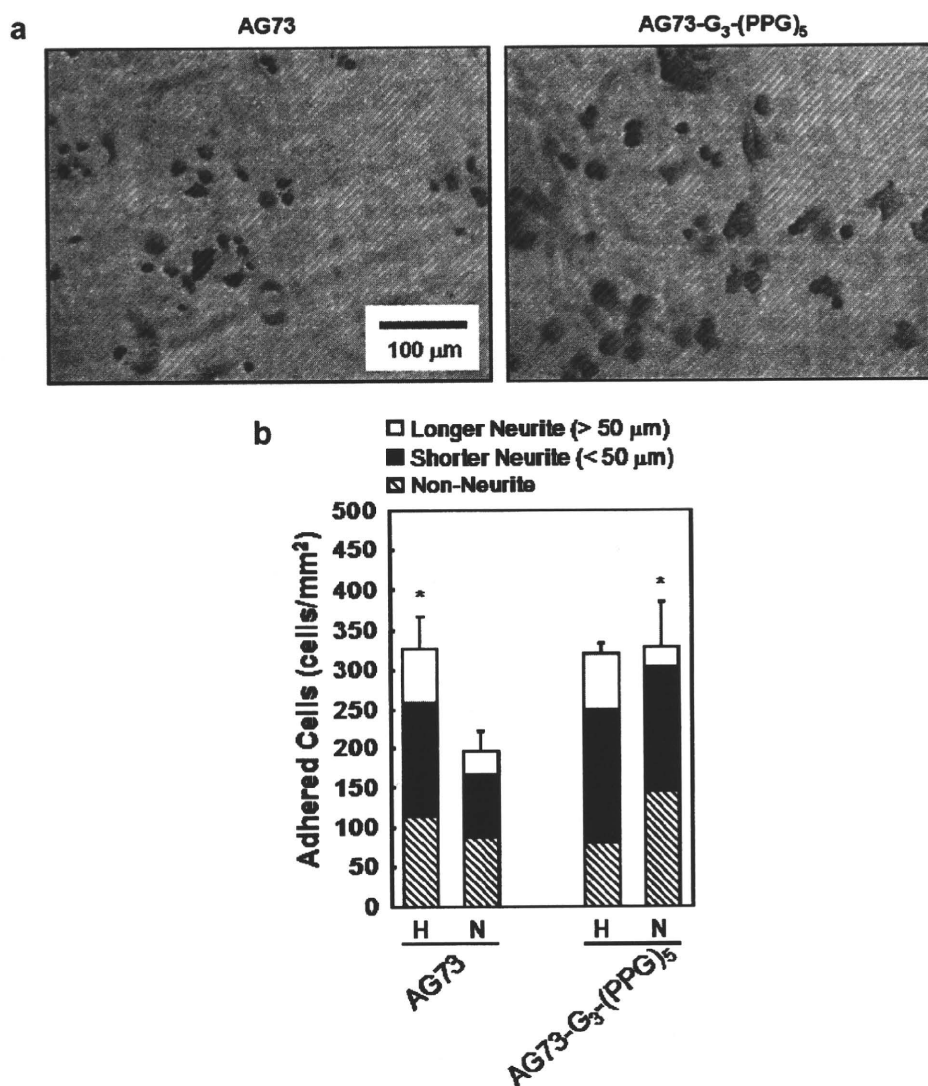 a
AG73
AG73-G₃-(PPG)₅
100 μm
b
Longer Neurite (> 50 μm)
Shorter Neurite (< 50 μm)
Non-Neurite
Adhered Cells (cells/mm²)
500
450
400
350
300
250
200
150
100
50
0
*
*
H N H N
AG73
AG73-G₃-(PPG)₅